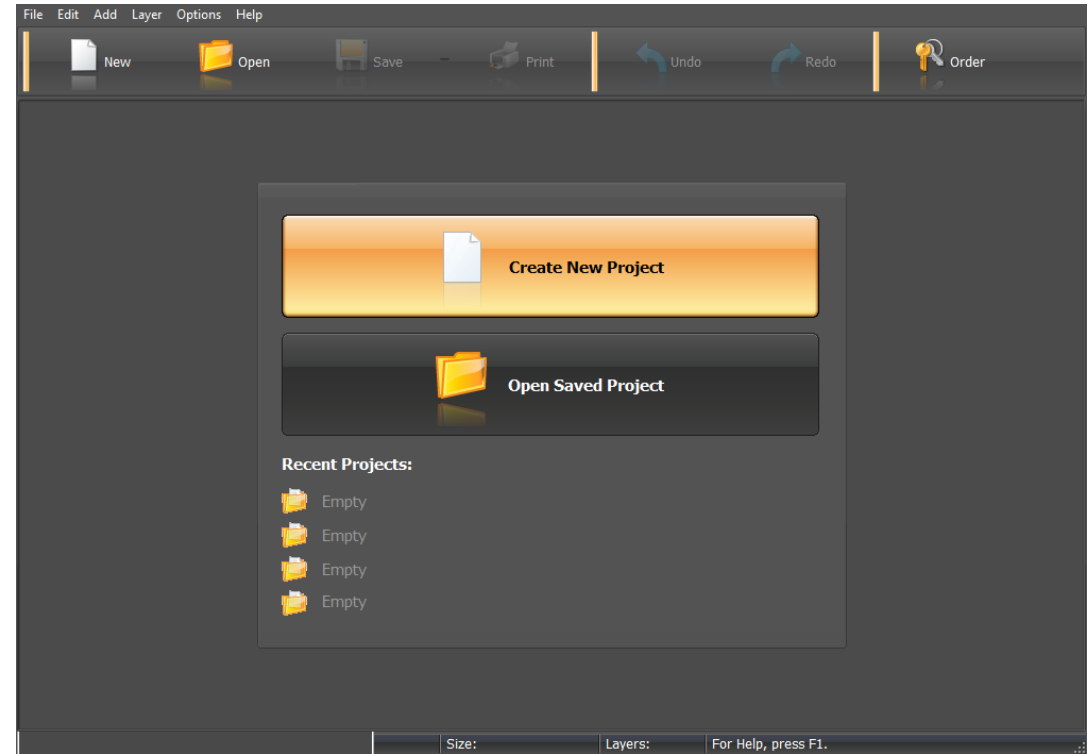 File Edit Add Layer Options Help
New Open Save Print Undo Redo Order
Create New Project
Open Saved Project
Recent Projects:
Empty
Empty
Empty
Empty
Size: Layers: For Help, press F1.